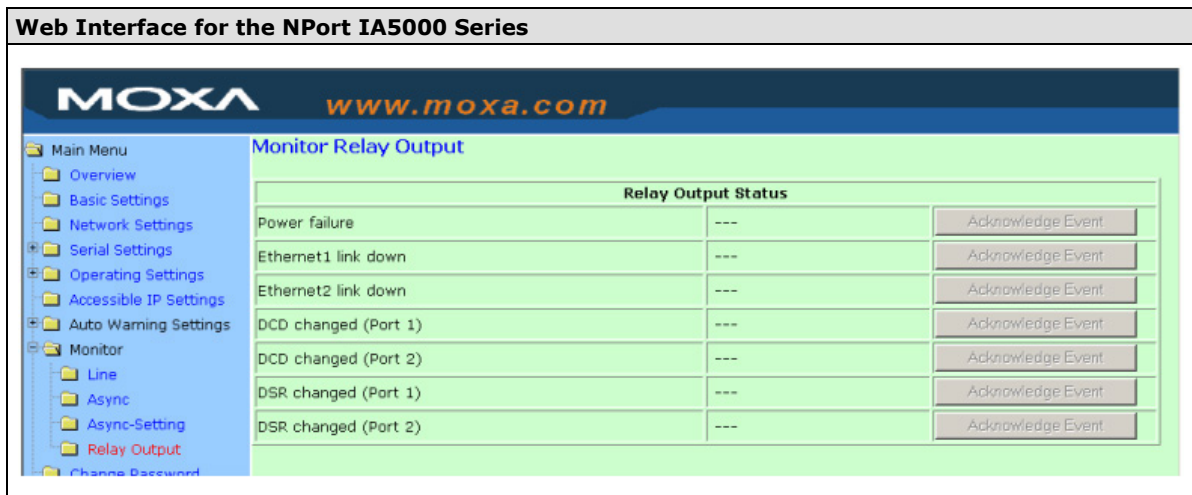 Web Interface for the NPort IA5000 Series
MOXA www.moxa.com
Main Menu
Overview
Basic Settings
Network Settings
Serial Settings
Operating Settings
Accessible IP Settings
Auto Warning Settings
Monitor
Line
Async
Async-Setting
Relay Output
Change Password
Monitor Relay Output
Relay Output Status
Power failure --- Acknowledge Event
Ethernet1 link down --- Acknowledge Event
Ethernet2 link down --- Acknowledge Event
DCD changed (Port 1) --- Acknowledge Event
DCD changed (Port 2) --- Acknowledge Event
DSR changed (Port 1) --- Acknowledge Event
DSR changed (Port 2) --- Acknowledge Event